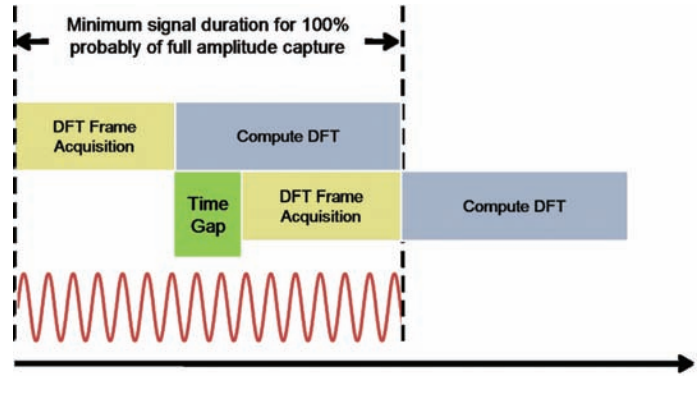 Minimum signal duration for 100%
probably of full amplitude capture
DFT Frame
Acquisition
Compute DFT
Time
Gap
DFT Frame
Acquisition
Compute DFT